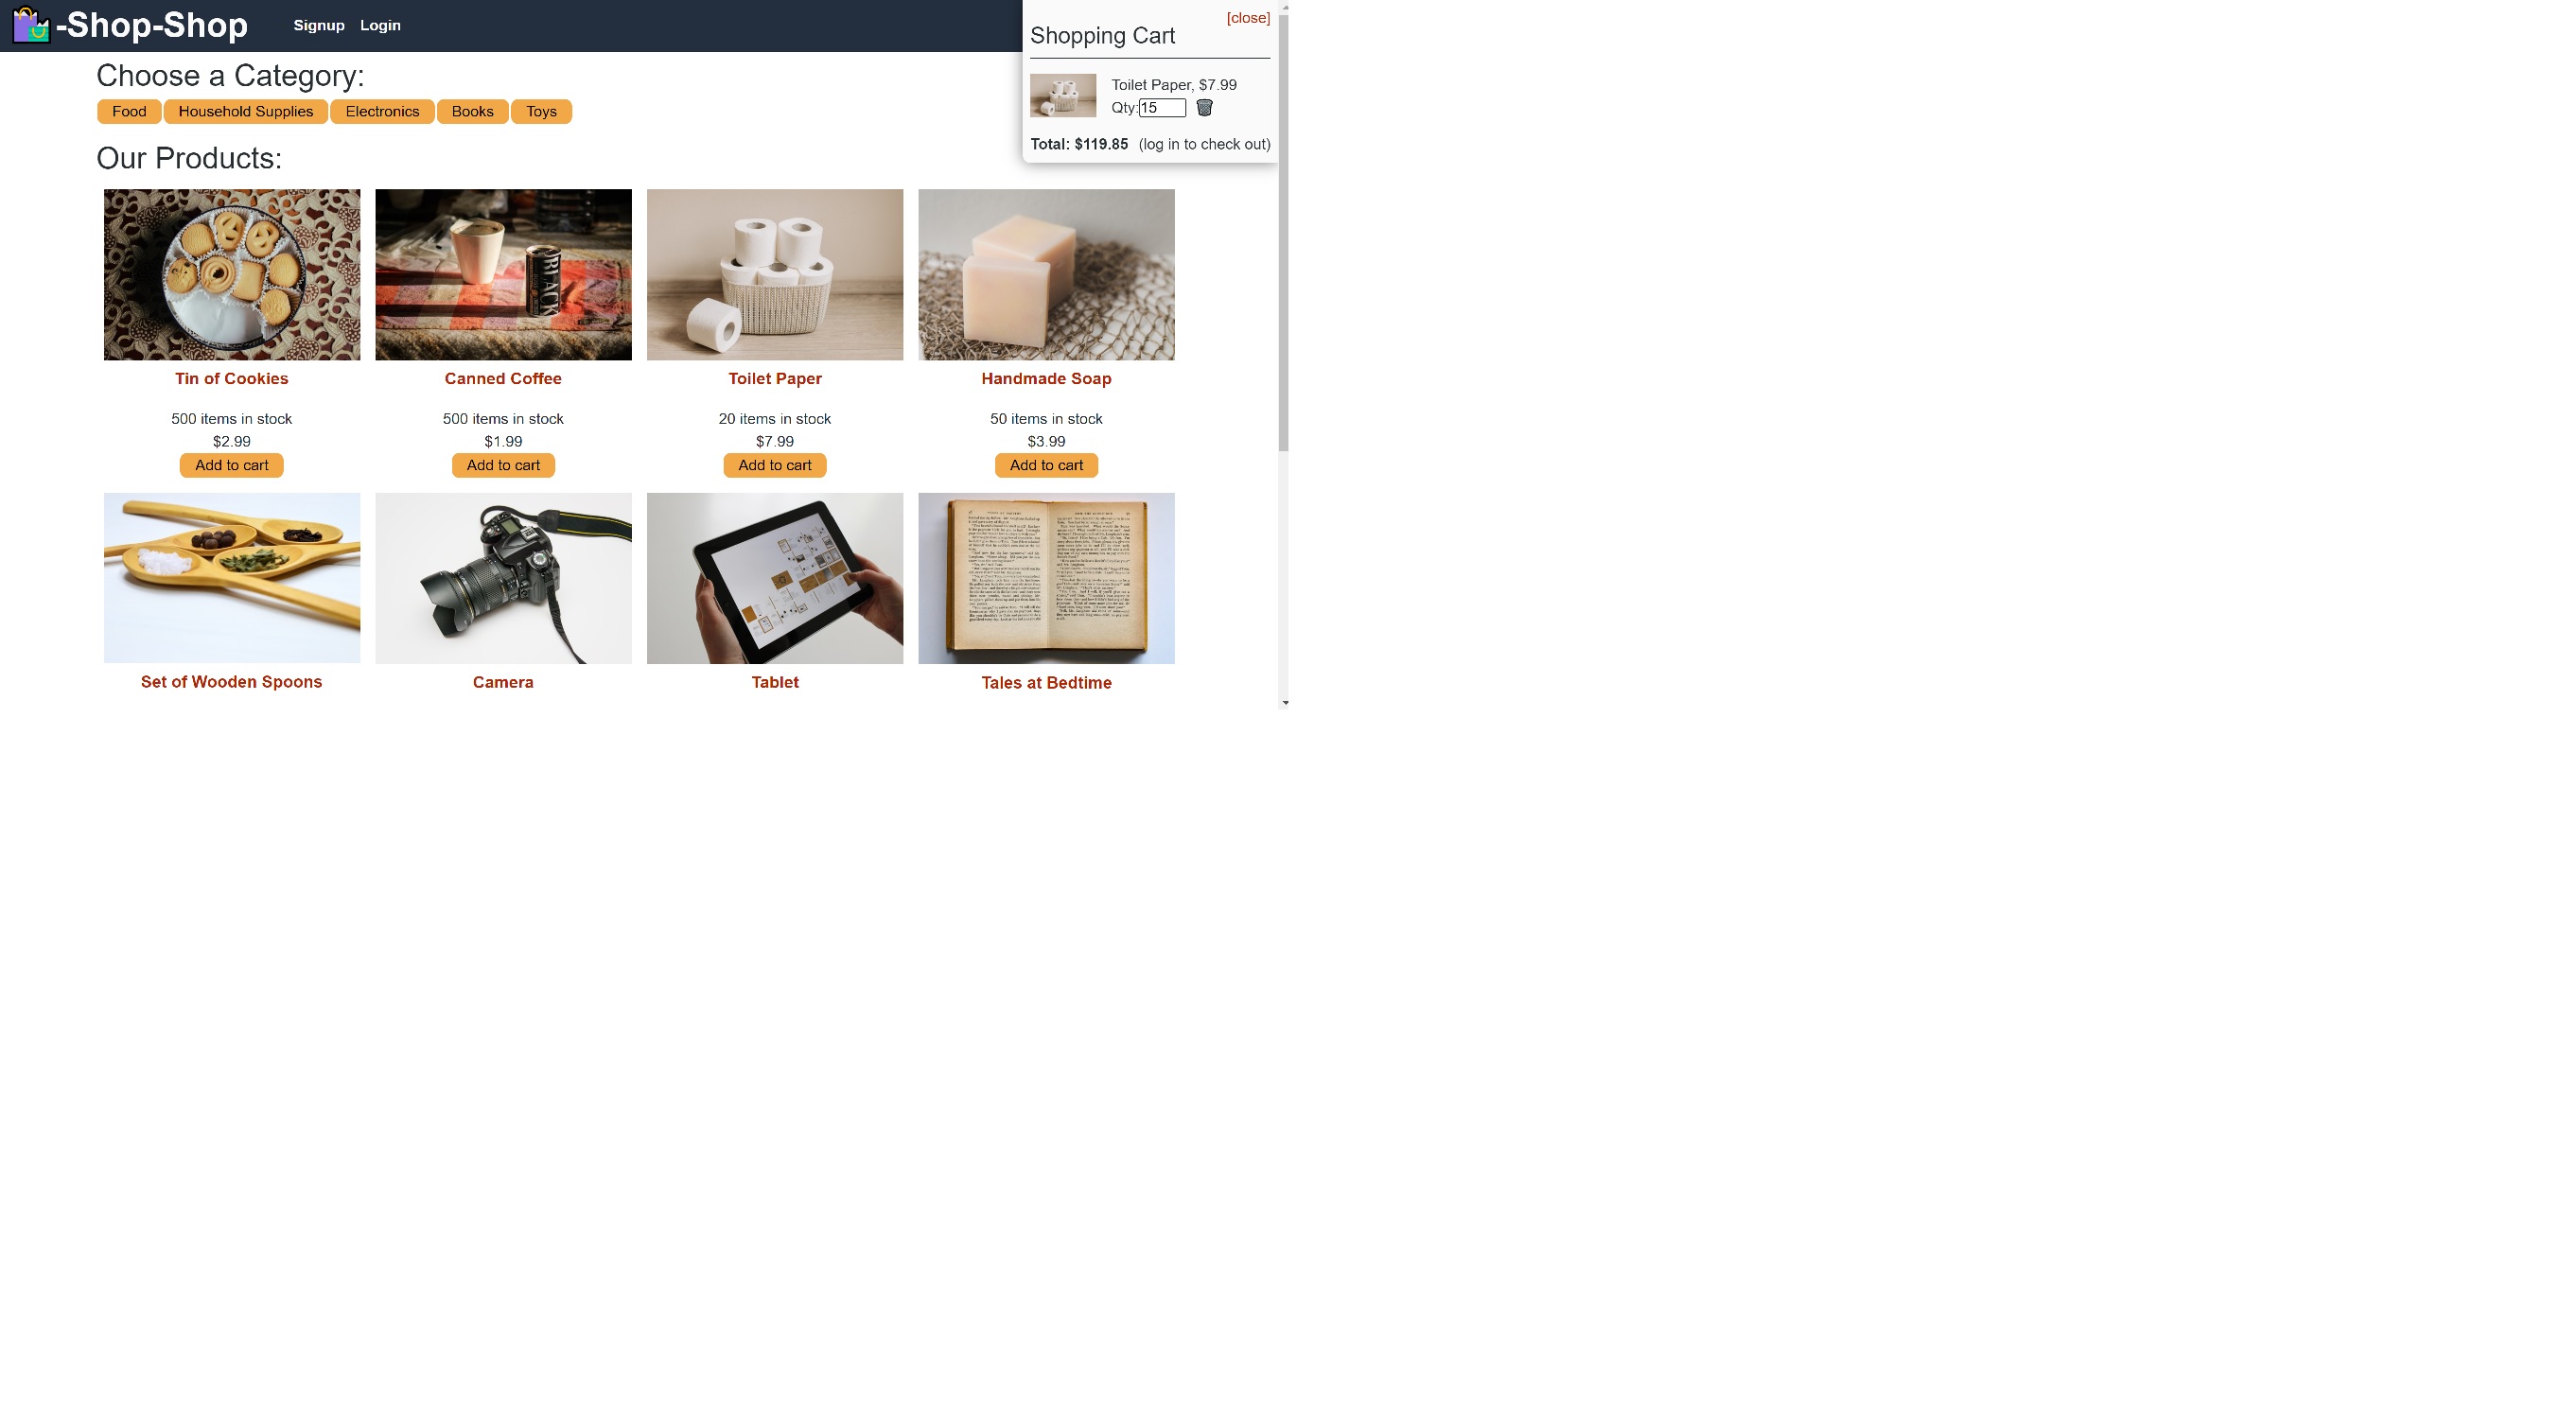 -Shop-Shop
Signup Login
[close]
Shopping Cart
Toilet Paper, $7.99
Qty:15
Total: $119.85 (log in to check out)
Choose a Category:
Food Household Supplies Electronics Books Toys
Our Products:
BLACK
Tin of Cookies
500 items in stock
$2.99
Add to cart
Canned Coffee
500 items in stock
$1.99
Add to cart
Toilet Paper
20 items in stock
$7.99
Add to cart
Handmade Soap
50 items in stock
$3.99
Add to cart
Set of Wooden Spoons
Camera
Tablet
Tales at Bedtime